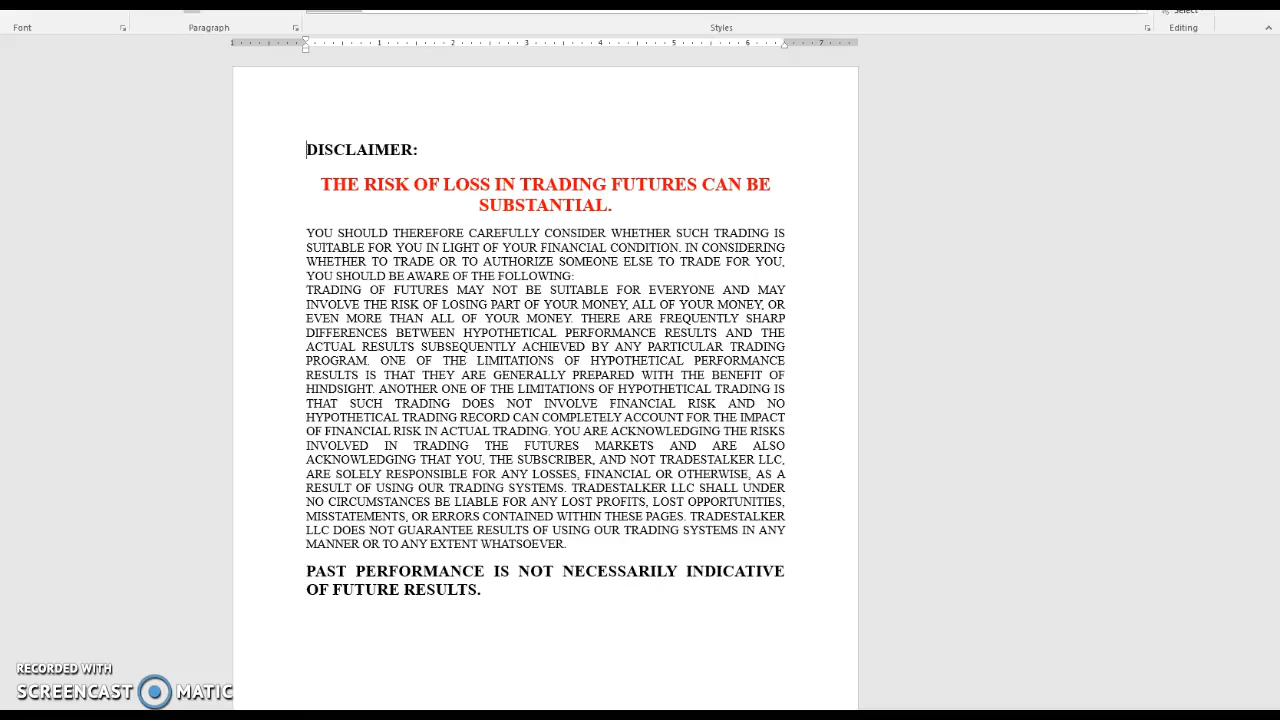 Font
Paragraph
Styles
Select
Editing
1 1 2 3 4 5 6 7
DISCLAIMER:
THE RISK OF LOSS IN TRADING FUTURES CAN BE
SUBSTANTIAL.
YOU SHOULD THEREFORE CAREFULLY CONSIDER WHETHER SUCH TRADING IS
SUITABLE FOR YOU IN LIGHT OF YOUR FINANCIAL CONDITION. IN CONSIDERING
WHETHER TO TRADE OR TO AUTHORIZE SOMEONE ELSE TO TRADE FOR YOU,
YOU SHOULD BE AWARE OF THE FOLLOWING:
TRADING OF FUTURES MAY NOT BE SUITABLE FOR EVERYONE AND MAY
INVOLVE THE RISK OF LOSING PART OF YOUR MONEY, ALL OF YOUR MONEY, OR
EVEN MORE THAN ALL OF YOUR MONEY. THERE ARE FREQUENTLY SHARP
DIFFERENCES BETWEEN HYPOTHETICAL PERFORMANCE RESULTS AND THE
ACTUAL RESULTS SUBSEQUENTLY ACHIEVED BY ANY PARTICULAR TRADING
PROGRAM. ONE OF THE LIMITATIONS OF HYPOTHETICAL PERFORMANCE
RESULTS IS THAT THEY ARE GENERALLY PREPARED WITH THE BENEFIT OF
HINDSIGHT. ANOTHER ONE OF THE LIMITATIONS OF HYPOTHETICAL TRADING IS
THAT SUCH TRADING DOES NOT INVOLVE FINANCIAL RISK AND NO
HYPOTHETICAL TRADING RECORD CAN COMPLETELY ACCOUNT FOR THE IMPACT
OF FINANCIAL RISK IN ACTUAL TRADING. YOU ARE ACKNOWLEDGING THE RISKS
INVOLVED IN TRADING THE FUTURES MARKETS AND ARE ALSO
ACKNOWLEDGING THAT YOU, THE SUBSCRIBER, AND NOT TRADESTALKER LLC,
ARE SOLELY RESPONSIBLE FOR ANY LOSSES, FINANCIAL OR OTHERWISE, AS A
RESULT OF USING OUR TRADING SYSTEMS. TRADESTALKER LLC SHALL UNDER
NO CIRCUMSTANCES BE LIABLE FOR ANY LOST PROFITS, LOST OPPORTUNITIES,
MISSTATEMENTS, OR ERRORS CONTAINED WITHIN THESE PAGES. TRADESTALKER
LLC DOES NOT GUARANTEE RESULTS OF USING OUR TRADING SYSTEMS IN ANY
MANNER OR TO ANY EXTENT WHATSOEVER.
PAST PERFORMANCE IS NOT NECESSARILY INDICATIVE
OF FUTURE RESULTS.
RECORDED WITH
SCREENCAST MATIC